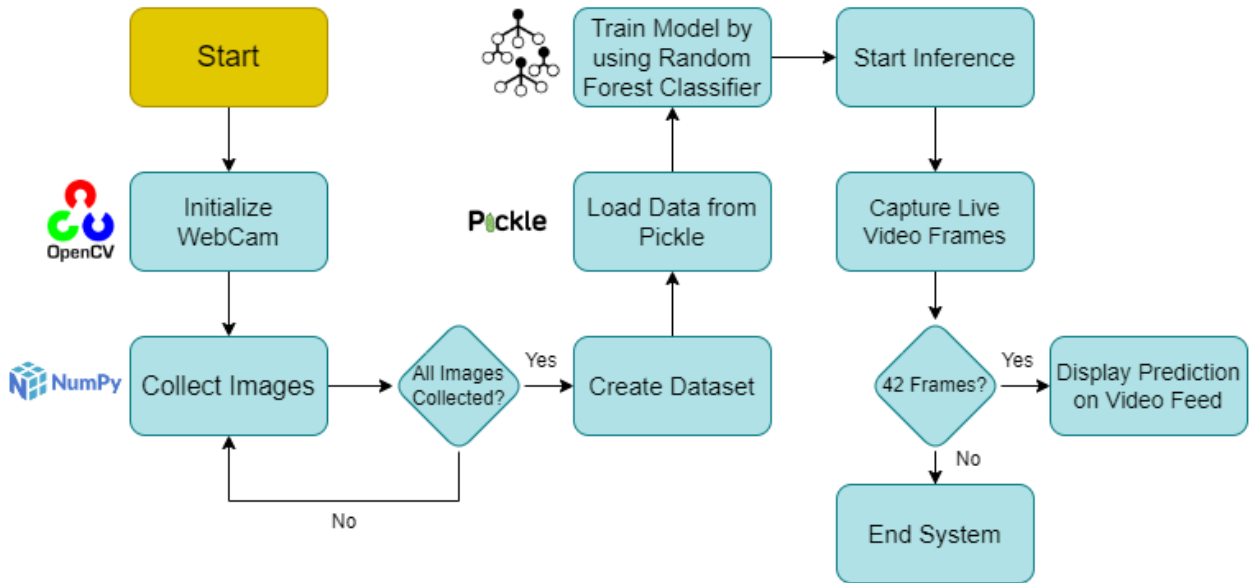 Start
Initialize
WebCam
OpenCV
Collect Images
NumPy
All Images
Collected?
Yes
No
Create Dataset
Load Data from
Pickle
Pickle
Train Model by
using Random
Forest Classifier
Start Inference
Capture Live
Video Frames
42 Frames?
Yes
Display Prediction
on Video Feed
No
End System